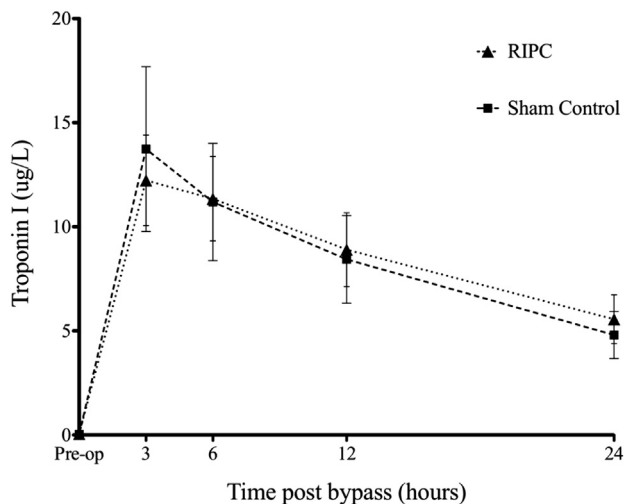 20
15
10
5
0
Troponin I (ug/L)
RIPC
Sham Control
Pre-op 3 6 12 24
Time post bypass (hours)